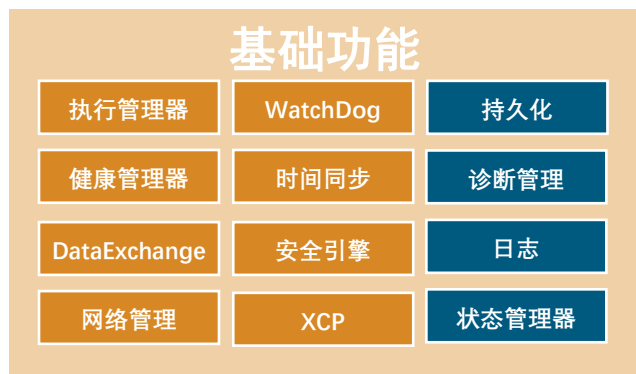 基础功能
执行管理器
WatchDog
持久化
健康管理器
时间同步
诊断管理
DataExchange
安全引擎
日志
网络管理
XCP
状态管理器